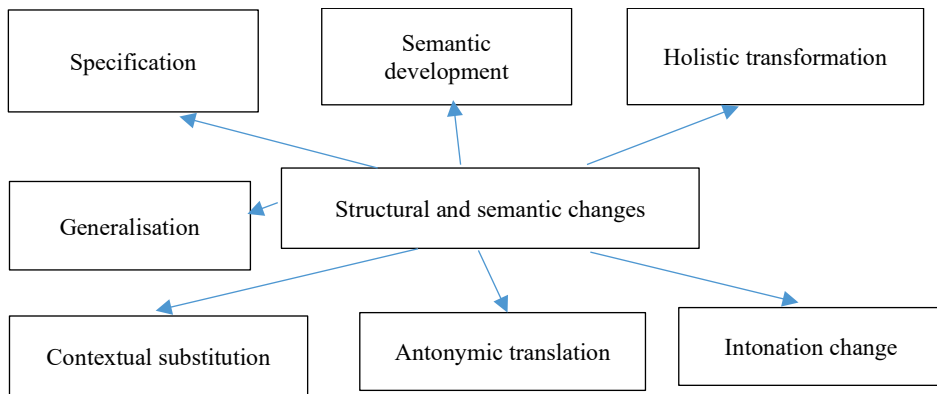 Specification
Semantic
development
Holistic transformation
Generalisation
Structural and semantic changes
Contextual substitution
Antonymic translation
Intonation change